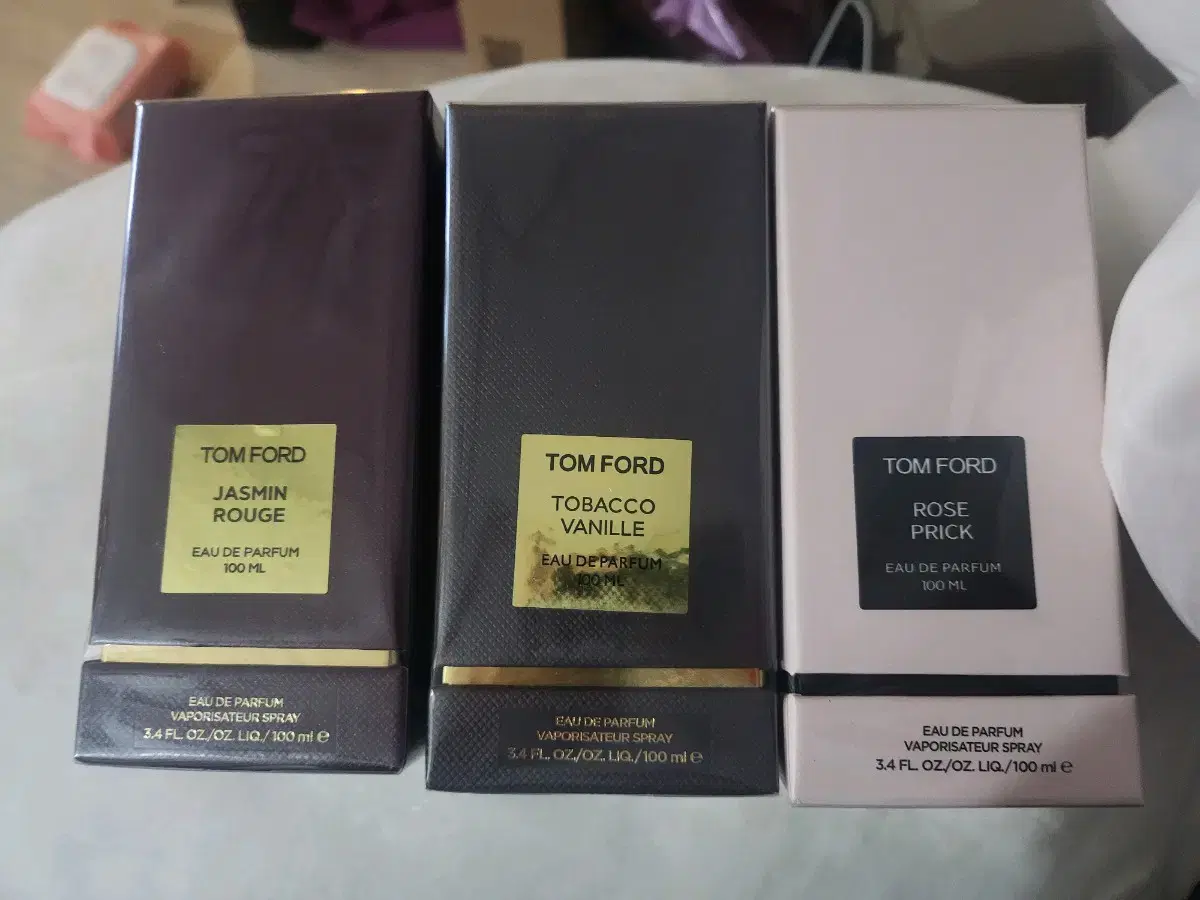 TOM FORD
JASMIN
ROUGE
EAU DE PARFUM
100 ML
EAU DE PARFUM
VAPORISATEUR SPRAY
3.4 FL. OZ./OZ. LIQ./ 100 ml ℮
TOM FORD
TOBACCO
VANILLE
EAU DE PARFUM
100 ML
EAU DE PARFUM
VAPORISATEUR SPRAY
3.4 FL. OZ./OZ. LIQ./100 ml ℮
TOM FORD
ROSE
PRICK
EAU DE PARFUM
100 ML
EAU DE PARFUM
VAPORISATEUR SPRAY
3.4 FL. OZ./OZ. LIQ./100 ml ℮